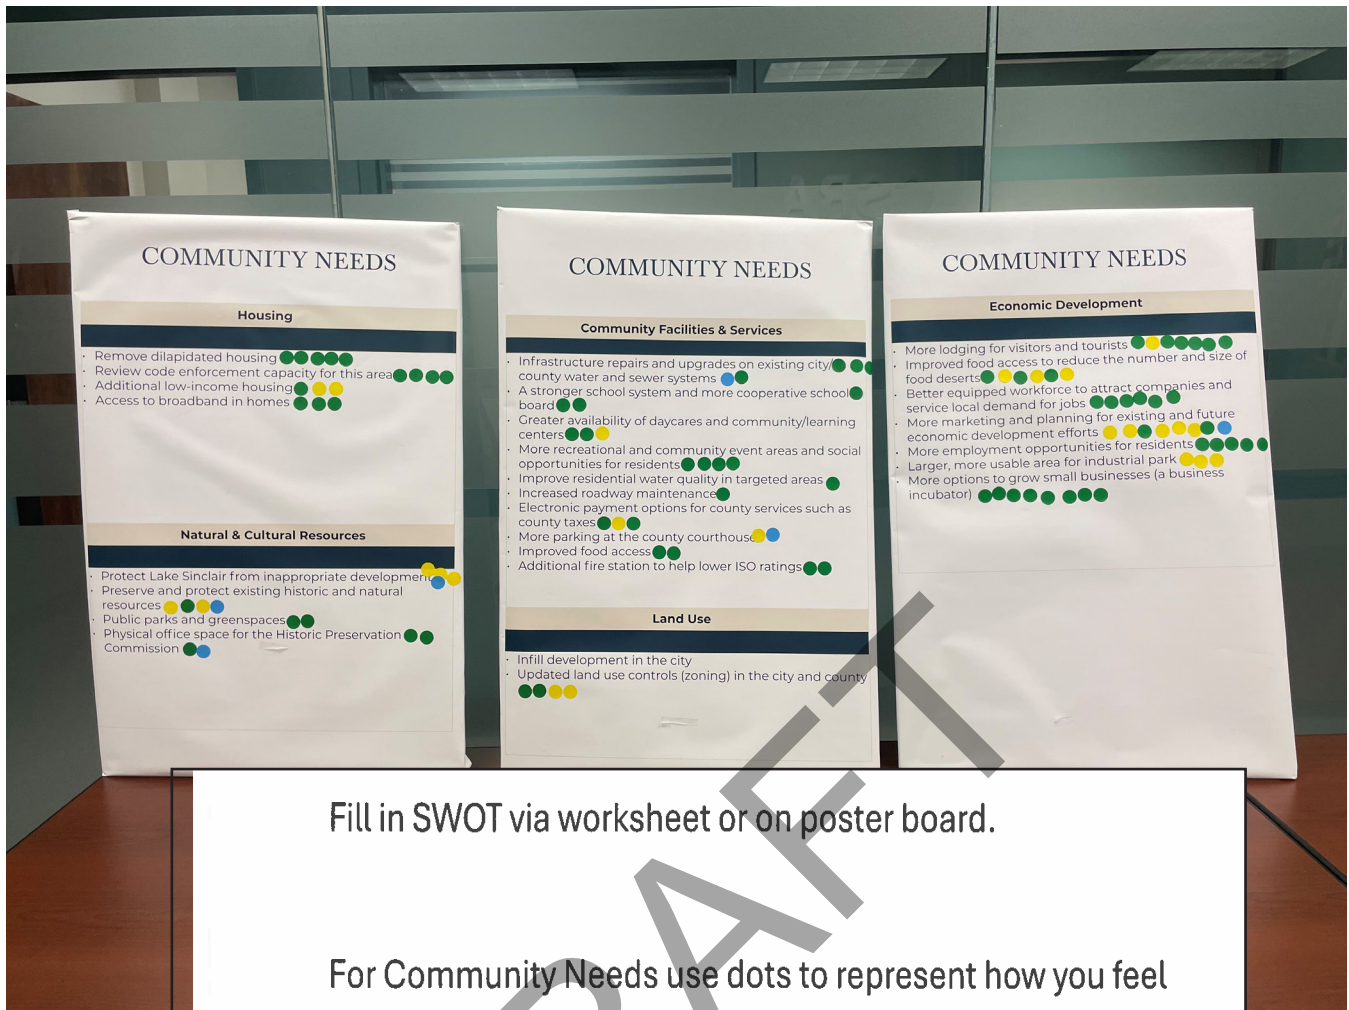 COMMUNITY NEEDS
Housing
· Remove dilapidated housing
· Review code enforcement capacity for this area
· Additional low-income housing
· Access to broadband in homes
Natural & Cultural Resources
· Protect Lake Sinclair from inappropriate development
· Preserve and protect existing historic and natural
resources
· Public parks and greenspaces
· Physical office space for the Historic Preservation
Commission
COMMUNITY NEEDS
Community Facilities & Services
· Infrastructure repairs and upgrades on existing city/
county water and sewer systems
· A stronger school system and more cooperative school
board
· Greater availability of daycares and community/learning
centers
· More recreational and community event areas and social
opportunities for residents
· Improve residential water quality in targeted areas
· Increased roadway maintenance
· Electronic payment options for county services such as
county taxes
· More parking at the county courthouse
· Improved food access
· Additional fire station to help lower ISO ratings
Land Use
· Infill development in the city
· Updated land use controls (zoning) in the city and county
COMMUNITY NEEDS
Economic Development
· More lodging for visitors and tourists
· Improved food access to reduce the number and size of
food deserts
· Better equipped workforce to attract companies and
service local demand for jobs
· More marketing and planning for existing and future
economic development efforts
· More employment opportunities for residents
· Larger, more usable area for industrial park
· More options to grow small businesses (a business
incubator)
Fill in SWOT via worksheet or on poster board.
For Community Needs use dots to represent how you feel
RAFT